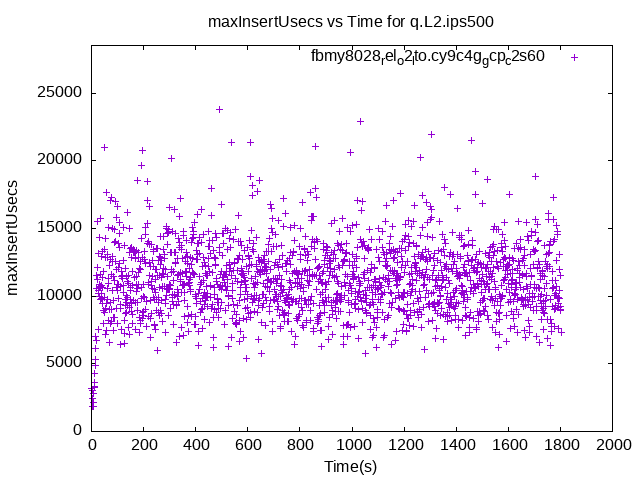 maxInsertUsecs vs Time for q.L2.ips500
fbmy8028relo2ito.cy9c4ggcpc2s60
25000
20000
15000
10000
5000
0
maxInsertUsecs
0 200 400 600 800 1000 1200 1400 1600 1800 2000
Time(s)